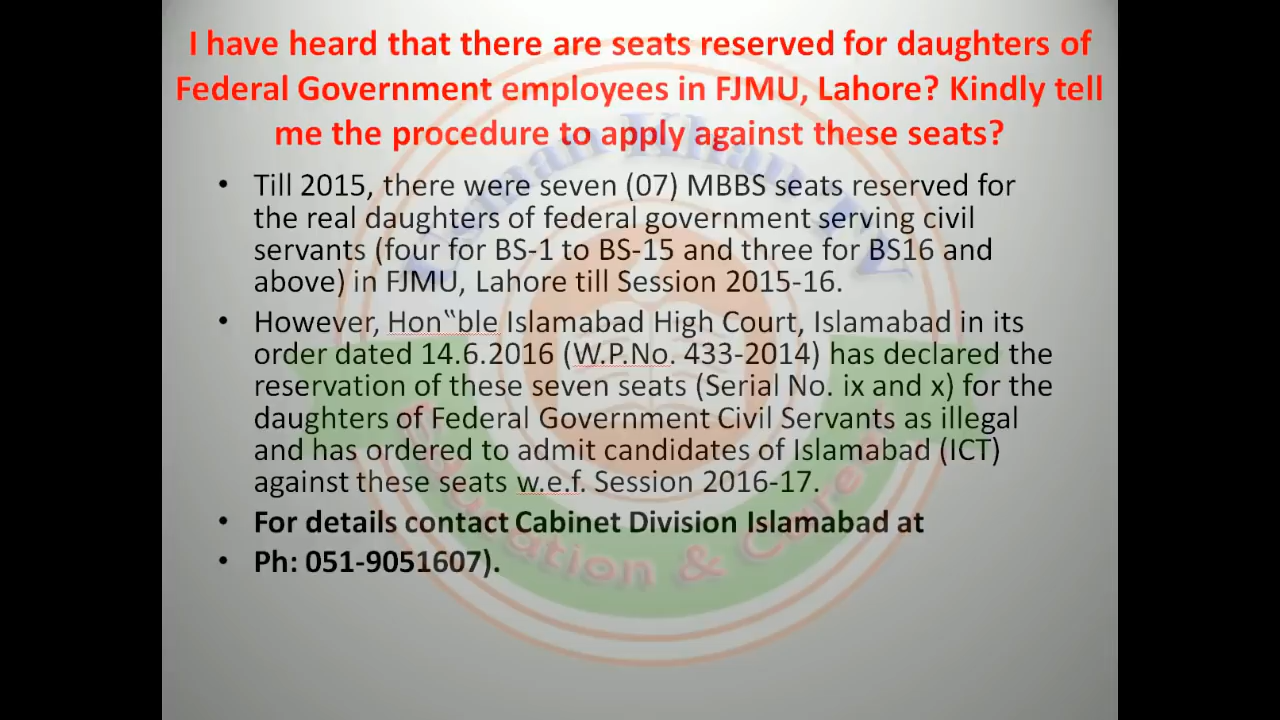 I have heard that there are seats reserved for daughters of
Federal Government employees in FJMU, Lahore? Kindly tell
me the procedure to apply against these seats?
• Till 2015, there were seven (07) MBBS seats reserved for
the real daughters of federal government serving civil
servants (four for BS-1 to BS-15 and three for BS16 and
above) in FJMU, Lahore till Session 2015-16.
• However, Hon‟ble Islamabad High Court, Islamabad in its
order dated 14.6.2016 (W.P.No. 433-2014) has declared the
reservation of these seven seats (Serial No. ix and x) for the
daughters of Federal Government Civil Servants as illegal
and has ordered to admit candidates of Islamabad (ICT)
against these seats w.e.f. Session 2016-17.
• For details contact Cabinet Division Islamabad at
• Ph: 051-9051607).
Khan TV
Education & Career